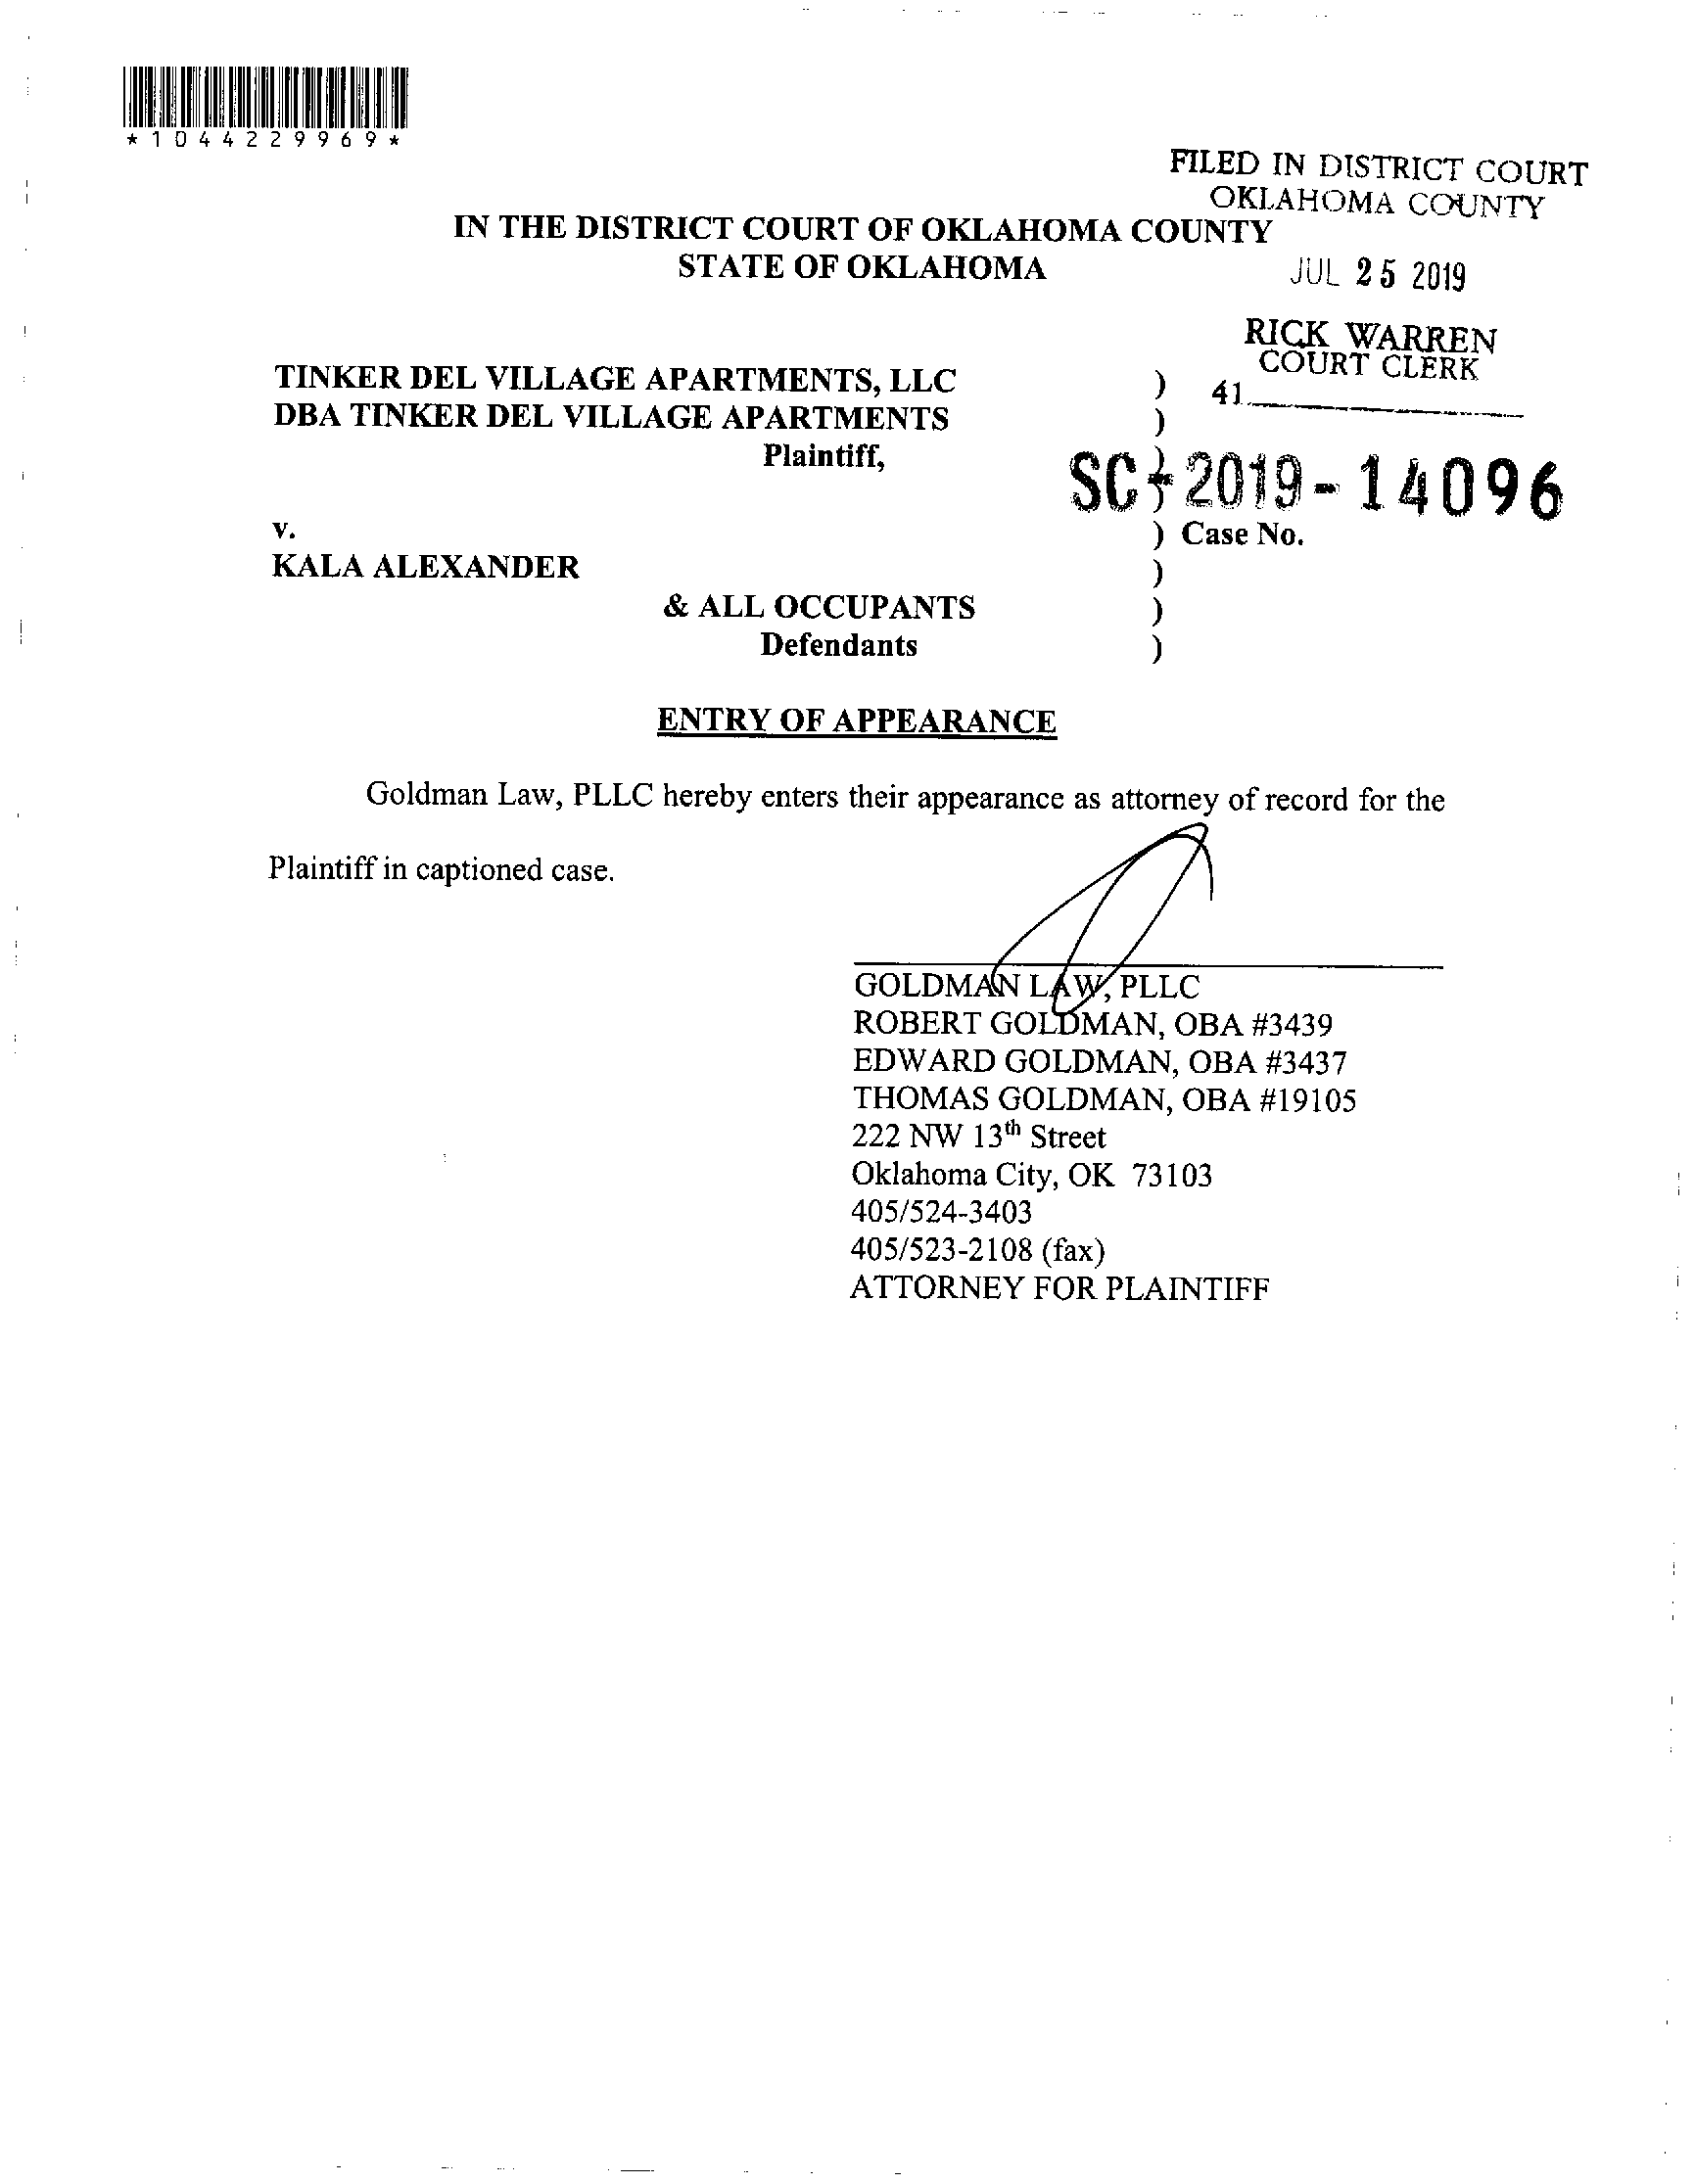 *1044229969*
FILED IN DISTRICT COURT
OKLAHOMA COUNTY
IN THE DISTRICT COURT OF OKLAHOMA COUNTY
STATE OF OKLAHOMA
JUL 25 2019
RICK WARREN
COURT CLERK
41
TINKER DEL VILLAGE APARTMENTS, LLC )
DBA TINKER DEL VILLAGE APARTMENTS )
Plaintiff, )
SC-2019-14096
v. ) Case No.
KALA ALEXANDER )
& ALL OCCUPANTS )
Defendants )
ENTRY OF APPEARANCE
Goldman Law, PLLC hereby enters their appearance as attorney of record for the
Plaintiff in captioned case.
GOLDMAN LAW, PLLC
ROBERT GOLDMAN, OBA #3439
EDWARD GOLDMAN, OBA #3437
THOMAS GOLDMAN, OBA #19105
222 NW 13th Street
Oklahoma City, OK 73103
405/524-3403
405/523-2108 (fax)
ATTORNEY FOR PLAINTIFF